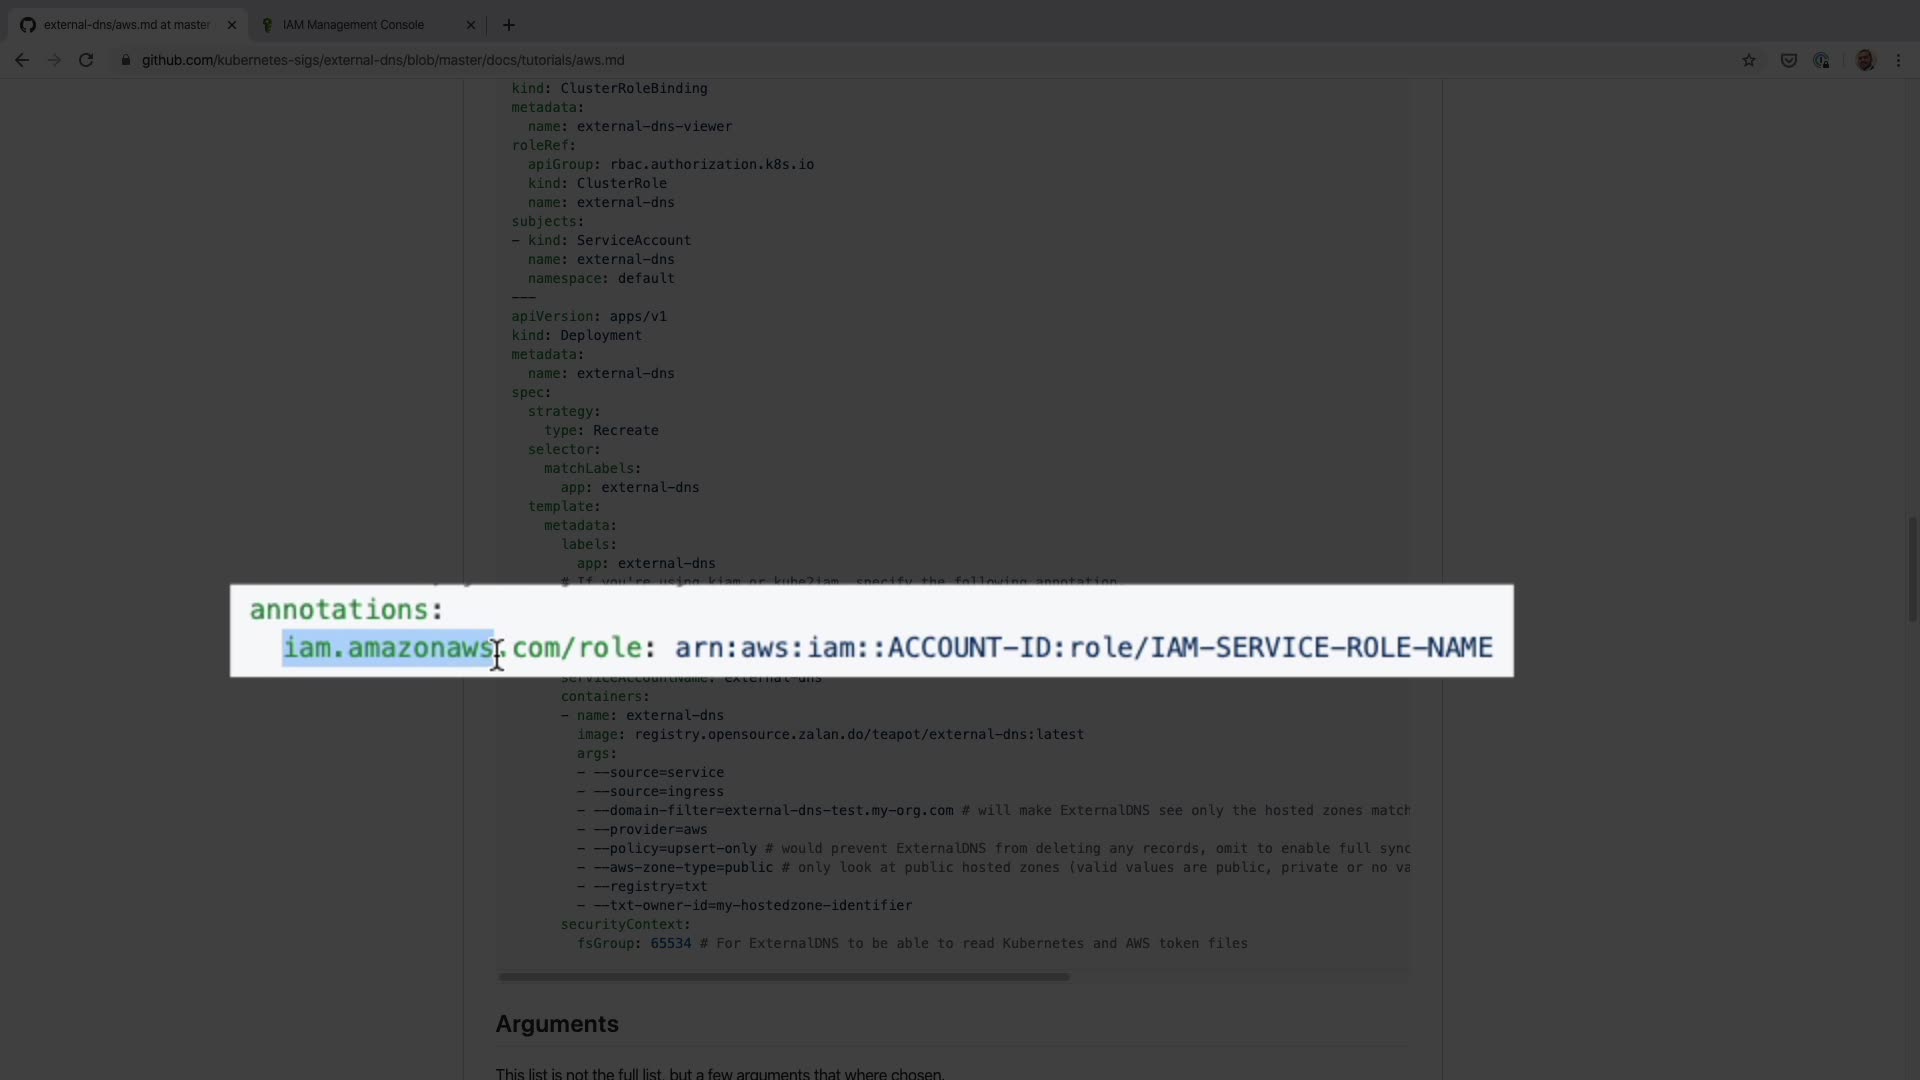 external-dns/aws.md at master
IAM Management Console
github.com/kubernetes-sigs/external-dns/blob/master/docs/tutorials/aws.md
kind: ClusterRoleBinding
metadata:
  name: external-dns-viewer
roleRef:
  apiGroup: rbac.authorization.k8s.io
  kind: ClusterRole
  name: external-dns
subjects:
- kind: ServiceAccount
  name: external-dns
  namespace: default
---
apiVersion: apps/v1
kind: Deployment
metadata:
  name: external-dns
spec:
  strategy:
    type: Recreate
  selector:
    matchLabels:
      app: external-dns
  template:
    metadata:
      labels:
        app: external-dns
      # If you're using kiam or kube2iam, specify the following annotation
annotations:
  iam.amazonaws.com/role: arn:aws:iam::ACCOUNT-ID:role/IAM-SERVICE-ROLE-NAME
      serviceAccountName: external-dns
      containers:
      - name: external-dns
        image: registry.opensource.zalan.do/teapot/external-dns:latest
        args:
        - --source=service
        - --source=ingress
        - --domain-filter=external-dns-test.my-org.com # will make ExternalDNS see only the hosted zones match
        - --provider=aws
        - --policy=upsert-only # would prevent ExternalDNS from deleting any records, omit to enable full sync
        - --aws-zone-type=public # only look at public hosted zones (valid values are public, private or no va
        - --registry=txt
        - --txt-owner-id=my-hostedzone-identifier
      securityContext:
        fsGroup: 65534 # For ExternalDNS to be able to read Kubernetes and AWS token files
Arguments
This list is not the full list, but a few arguments that where chosen.